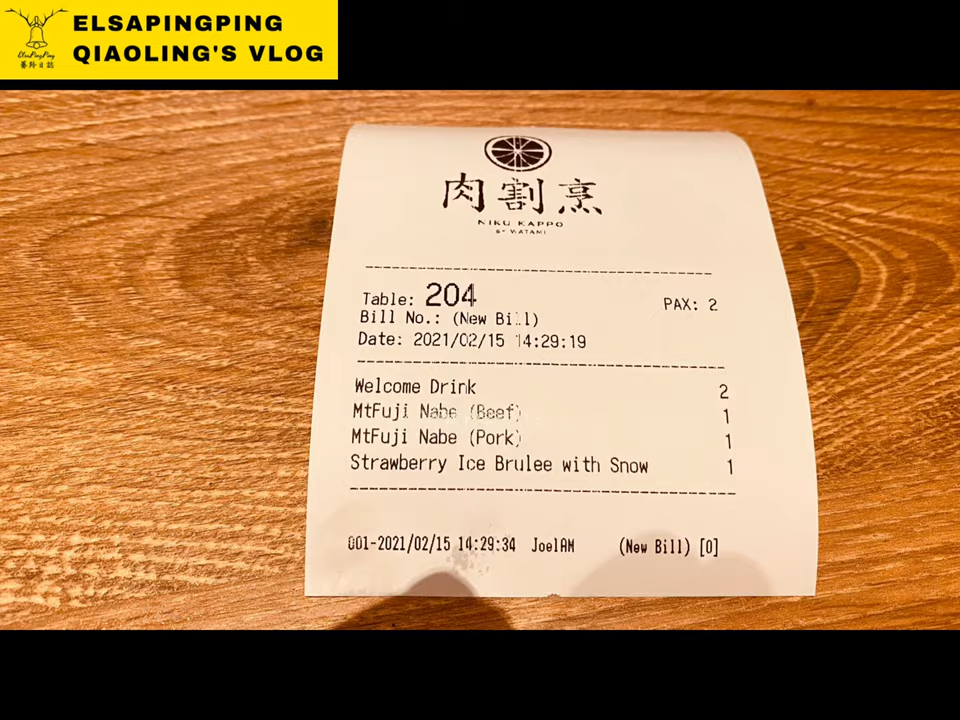 ELSAPINGPING
QIAOLING'S VLOG
肉割烹
NIKU KAPPO
BY WATAMI
Table: 204 PAX: 2
Bill No.: (New Bill)
Date: 2021/02/15 14:29:19
Welcome Drink 2
MtFuji Nabe (Beef) 1
MtFuji Nabe (Pork) 1
Strawberry Ice Brulee with Snow 1
001-2021/02/15 14:29:34 JoelAM (New Bill) [0]